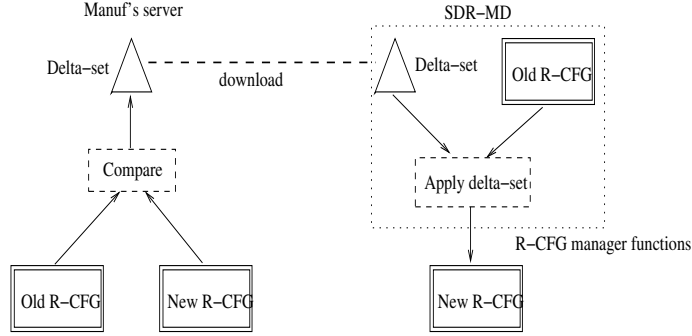 Manuf's server
SDR-MD
Delta-set
download
Delta-set
Old R-CFG
Compare
Apply delta-set
R-CFG manager functions
Old R-CFG
New R-CFG
New R-CFG